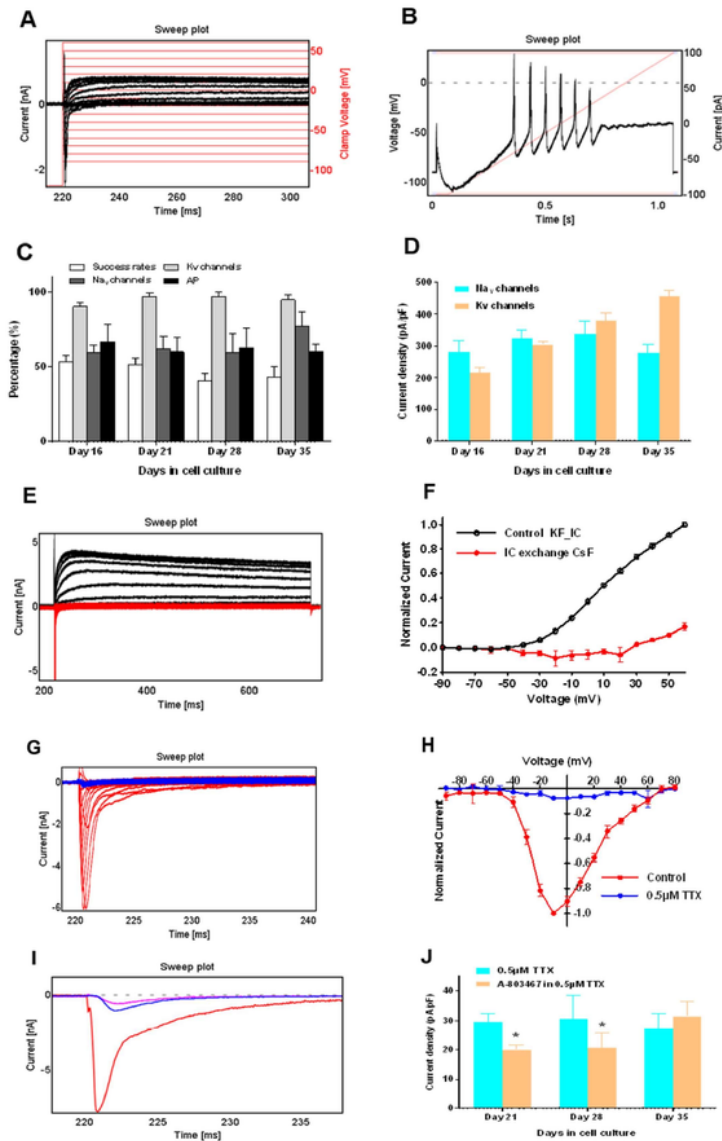 A
Sweep plot
Current [nA]
0
-2
50
0
-50
-100
Clamp Voltage [mV]
220 240 260 280 300
Time [ms]
B
Sweep plot
Voltage [mV]
0
-50
-100
100
50
0
-50
-100
Current [pA]
0 0.5 1.0
Time [s]
C
Success rates Kv channels
Nav channels AP
Percentage (%)
100
50
0
Day 16 Day 21 Day 28 Day 35
Days in cell culture
D
Nav channels
Kv channels
Current density (pA/pF)
500
400
300
200
100
0
Day 16 Day 21 Day 28 Day 35
Days in cell culture
E
Sweep plot
Current [nA]
5
0
-5
200 400 600
Time [ms]
F
Control KF_IC
IC exchange CsF
Normalized Current
1.0
0.8
0.6
0.4
0.2
0.0
0.2
-90 -70 -50 -30 -10 10 30 50
Voltage (mV)
G
Sweep plot
Current [nA]
0
-2
-4
-6
220 225 230 235 240
Time [ms]
H
Voltage (mV)
-80 -60 -40 -20 0 20 40 60 80
Normalized Current
-0.2
-0.4
-0.6
-0.8
-1.0
Control
0.5µM TTX
I
Sweep plot
Current [nA]
0
-5
220 225 230 235
Time [ms]
J
0.5µM TTX
A-803467 in 0.5µM TTX
Current density (pA/pF)
40
30
20
10
0
* *
Day 21 Day 28 Day 35
Days in cell culture